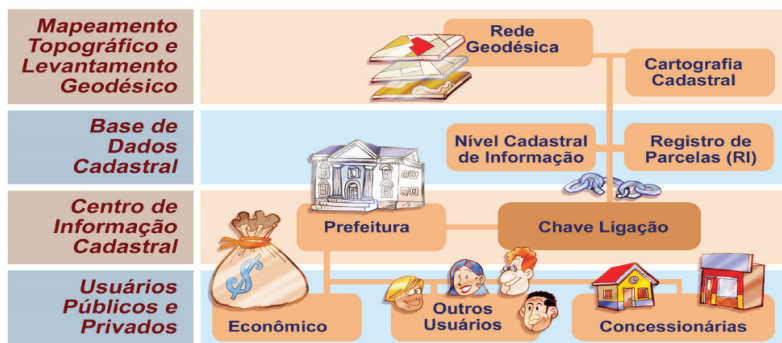 Mapeamento
Topográfico e
Levantamento
Geodésico
Rede
Geodésica
Cartografia
Cadastral
Base de
Dados
Cadastral
Nível Cadastral
de Informação
Registro de
Parcelas (RI)
Centro de
Informação
Cadastral
Prefeitura
Chave Ligação
Usuários
Públicos e
Privados
$
Econômico
Outros
Usuários
Concessionárias